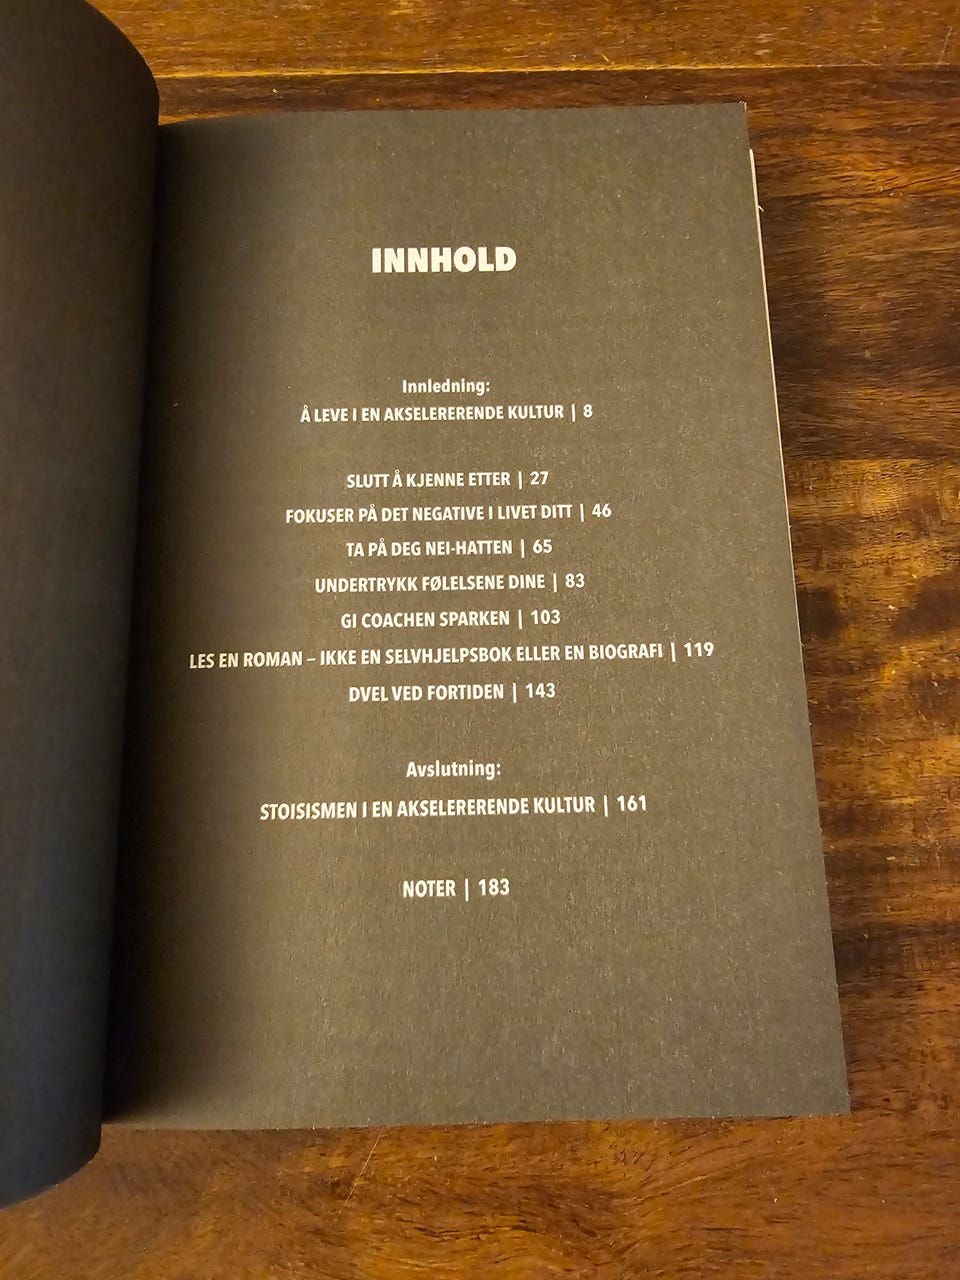 INNHOLD
Innledning:
Å LEVE I EN AKSELERERENDE KULTUR | 8
SLUTT Å KJENNE ETTER | 27
FOKUSER PÅ DET NEGATIVE I LIVET DITT | 46
TA PÅ DEG NEI-HATTEN | 65
UNDERTRYKK FØLELSENE DINE | 83
GI COACHEN SPARKEN | 103
LES EN ROMAN – IKKE EN SELVHJELPSBOK ELLER EN BIOGRAFI | 119
DVEL VED FORTIDEN | 143
Avslutning:
STOISISMEN I EN AKSELERERENDE KULTUR | 161
NOTER | 183